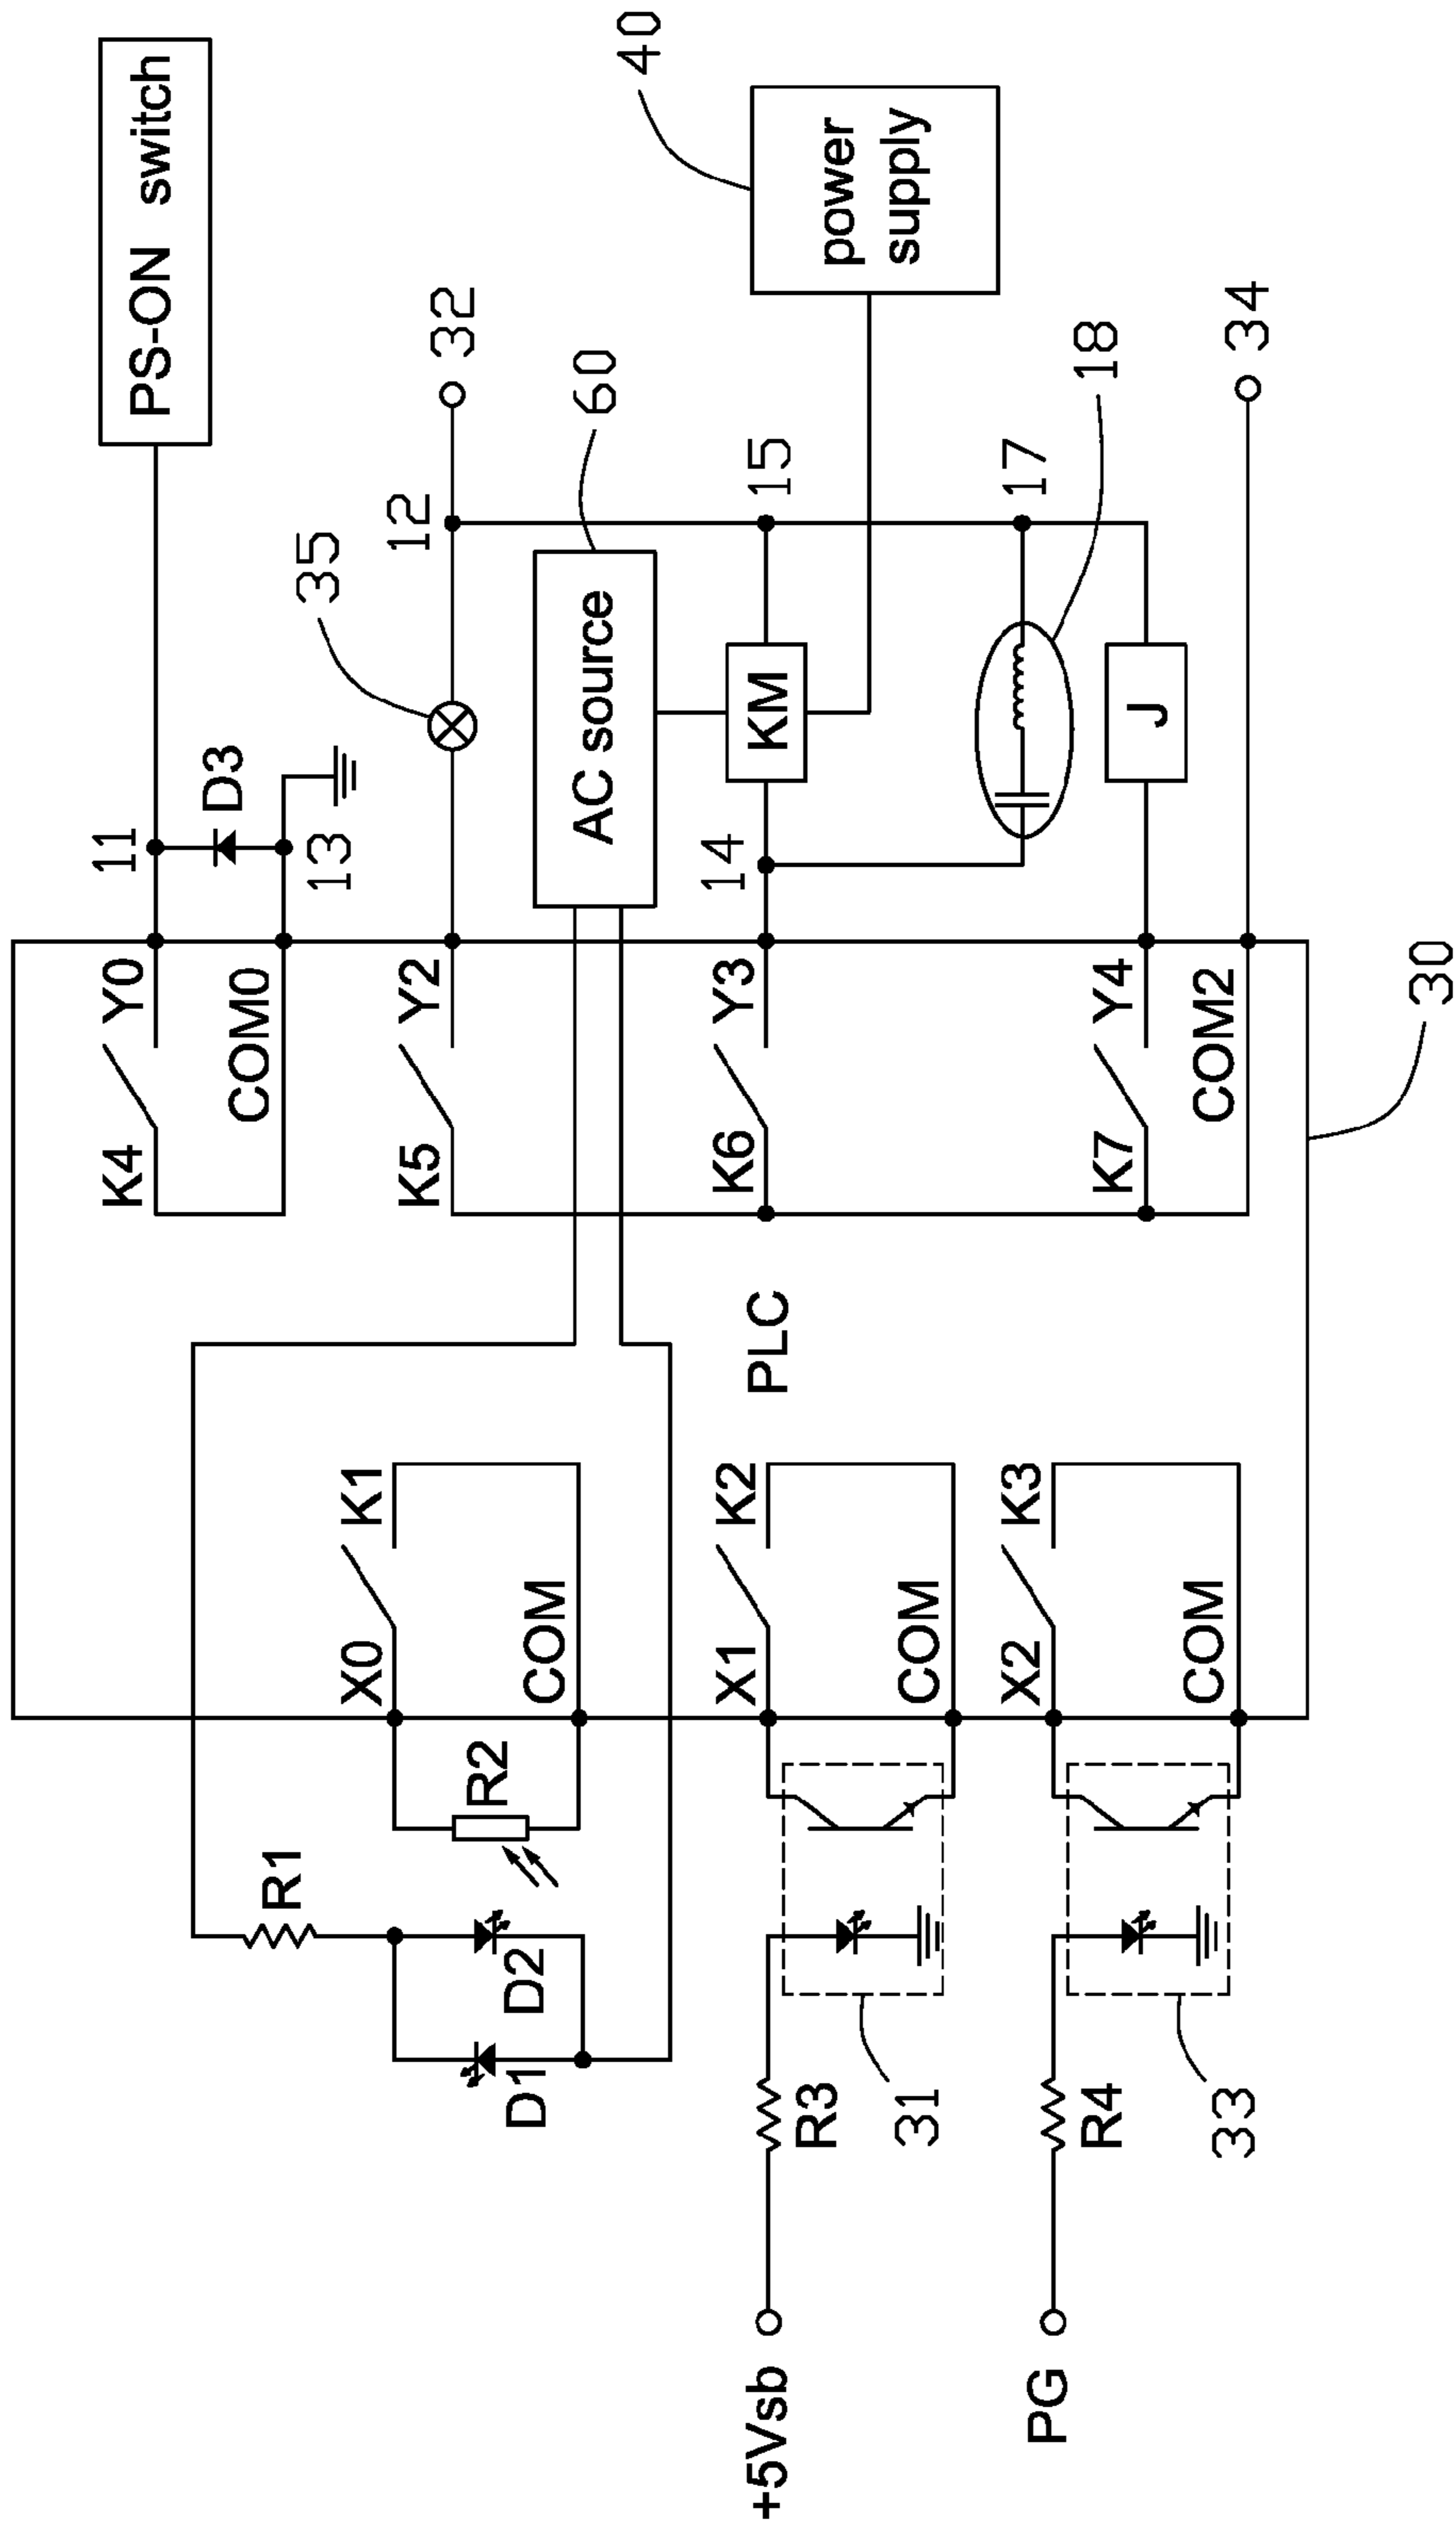 PS-ON switch
40
power
supply
32
60
12
35
AC source
11
D3
13
15
KM
14
17
18
J
34
K4
Y0
COM0
K5
Y2
K6
Y3
K7
Y4
COM2
30
PLC
X0
K1
COM
X1
K2
COM
X2
K3
COM
R1
R2
D2
D1
R3
31
R4
33
+5Vsb
PG